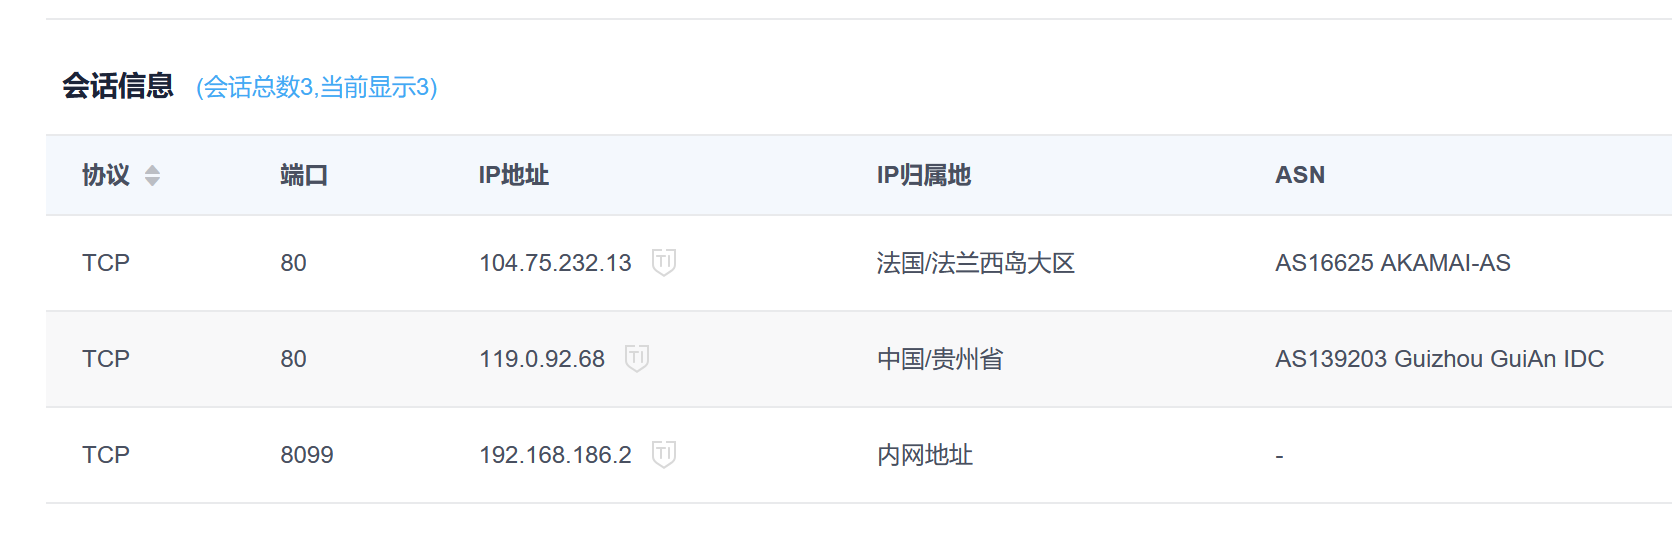 会话信息 (会话总数3,当前显示3)
协议 端口 IP地址 IP归属地 ASN
TCP 80 104.75.232.13 TI 法国/法兰西岛大区 AS16625 AKAMAI-AS
TCP 80 119.0.92.68 TI 中国/贵州省 AS139203 Guizhou GuiAn IDC
TCP 8099 192.168.186.2 TI 内网地址 -